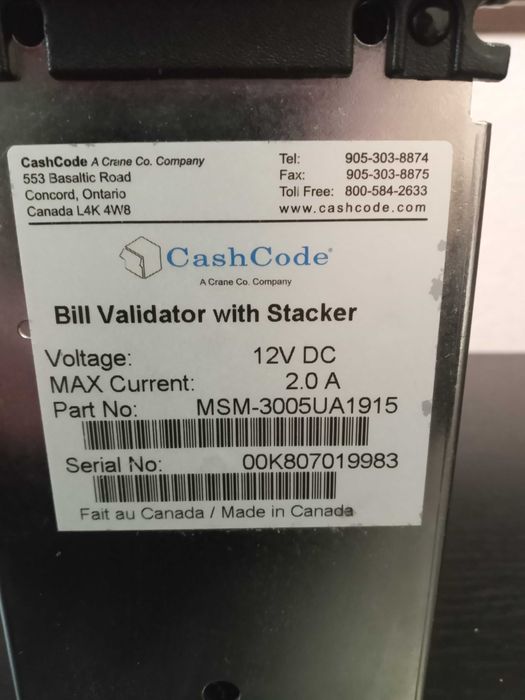 CashCode A Crane Co. Company
553 Basaltic Road
Concord, Ontario
Canada L4K 4W8
Tel: 905-303-8874
Fax: 905-303-8875
Toll Free: 800-584-2633
www.cashcode.com
CashCode®
A Crane Co. Company
Bill Validator with Stacker
Voltage: 12V DC
MAX Current: 2.0 A
Part No: MSM-3005UA1915
Serial No: 00K807019983
Fait au Canada / Made in Canada